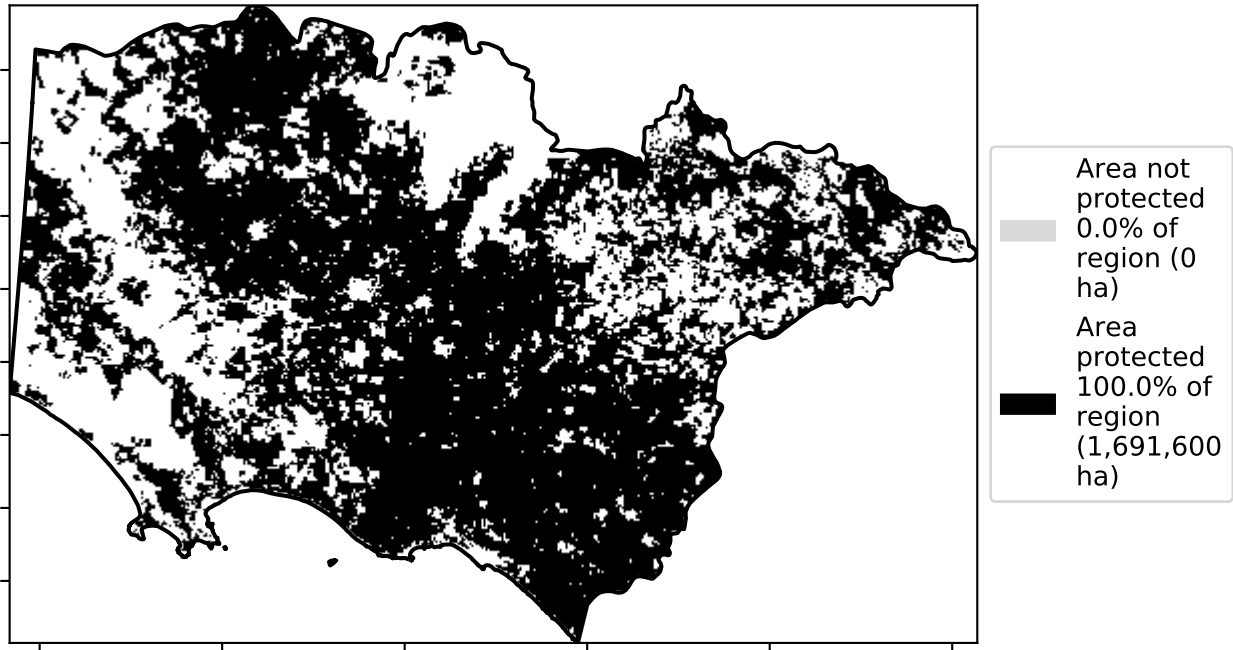 Area not
protected
0.0% of
region (0
ha)
Area
protected
100.0% of
region
(1,691,600
ha)